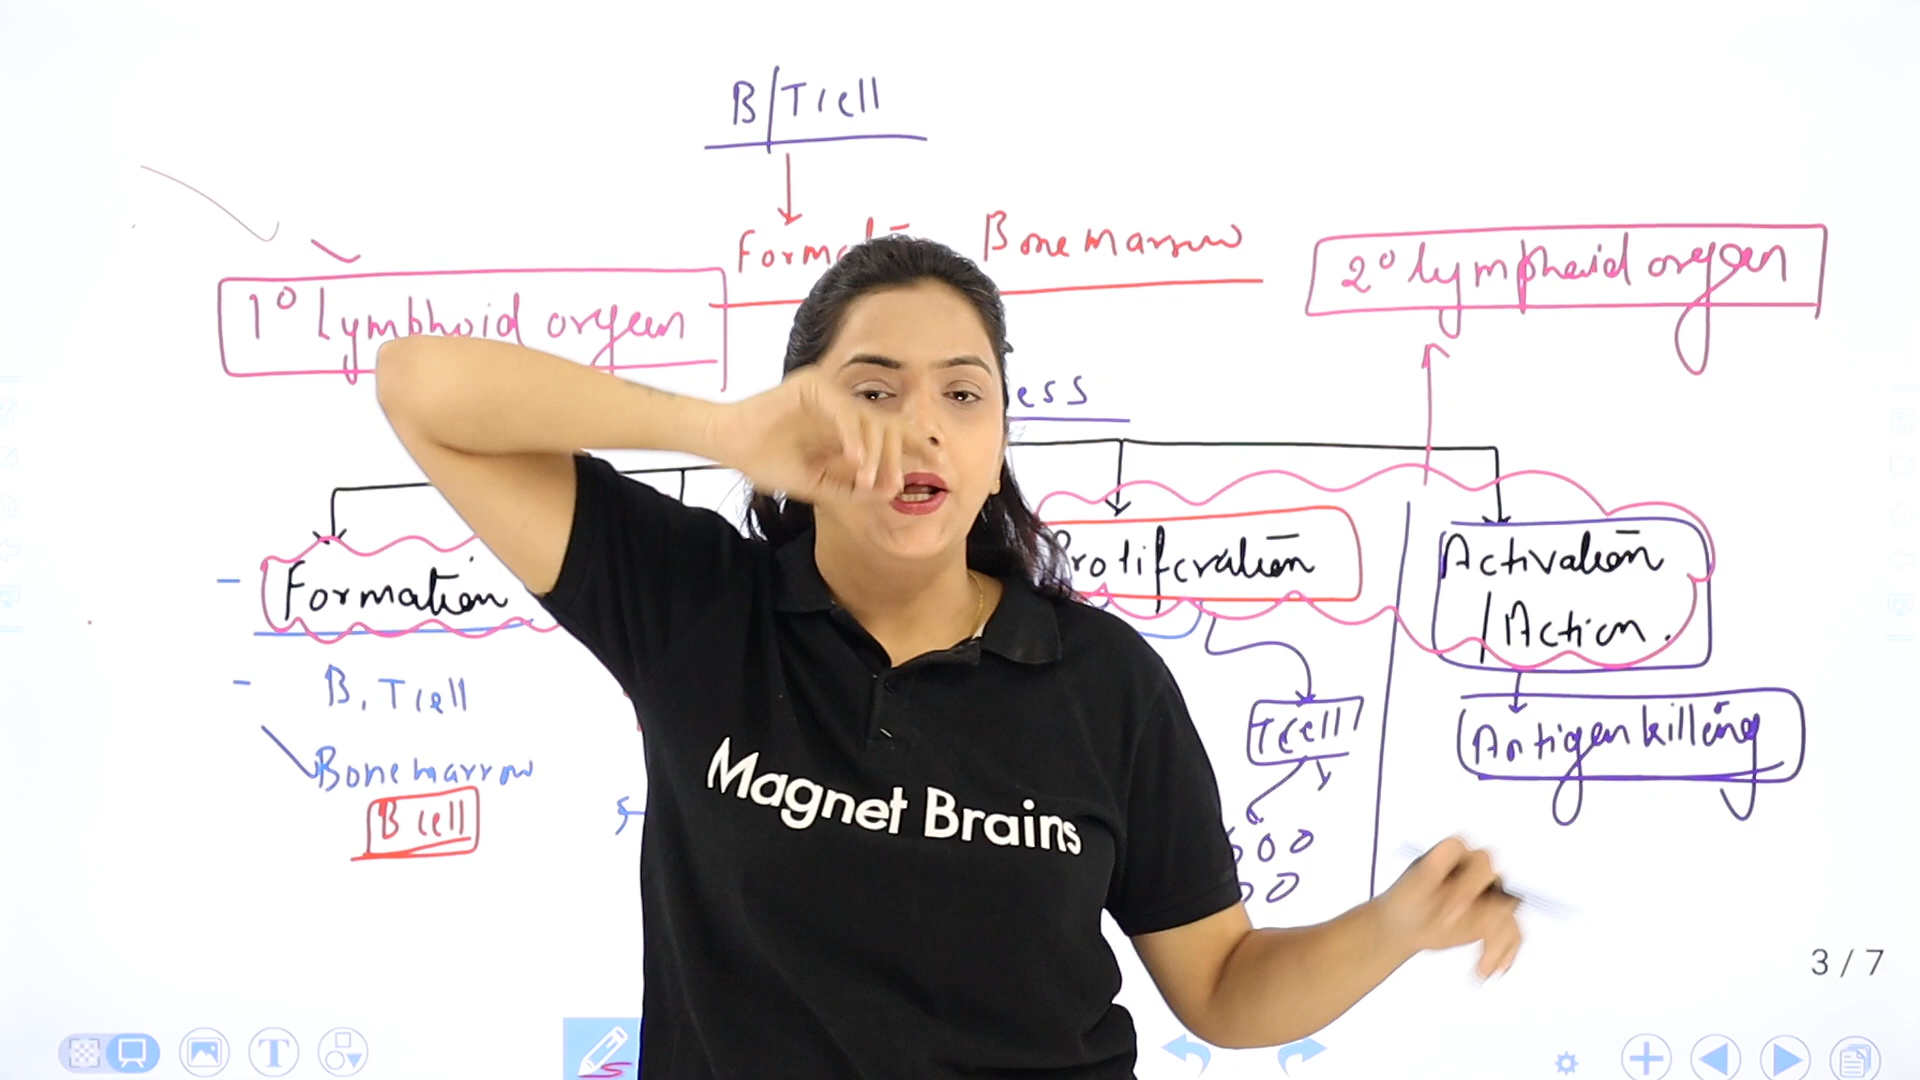 B/T cell
Bone marrow
1° Lymphoid organ
2° lymphoid organ
ess
Formation
Proliferation
Activation
/Action.
B, T cell
Bone marrow
B cell
T cell
Antigen killing
Magnet Brains
3 / 7
T